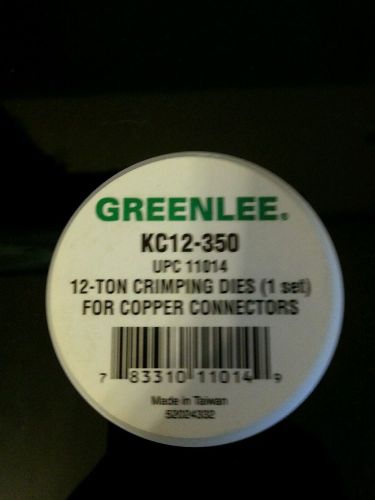 GREENLEE®
KC12-350
UPC 11014
12-TON CRIMPING DIES (1 set)
FOR COPPER CONNECTORS
7 83310 11014 9
Made in Taiwan
52024332